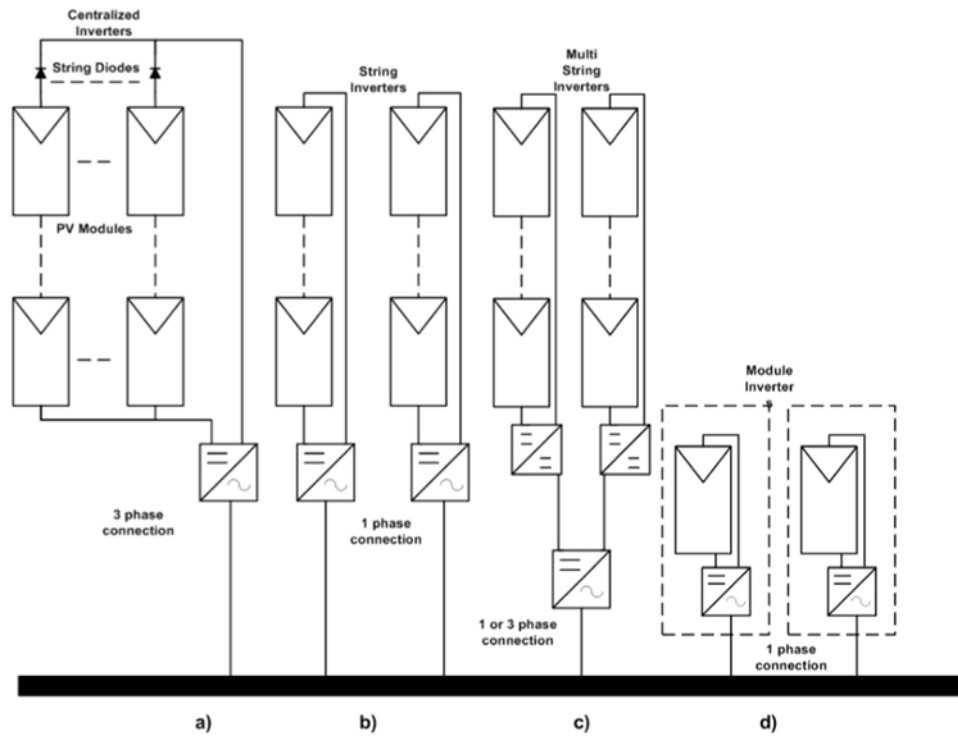 Centralized
Inverters
String Diodes
PV Modules
3 phase
connection
String
Inverters
1 phase
connection
Multi
String
Inverters
1 or 3 phase
connection
Module
Inverter
s
1 phase
connection
a)
b)
c)
d)